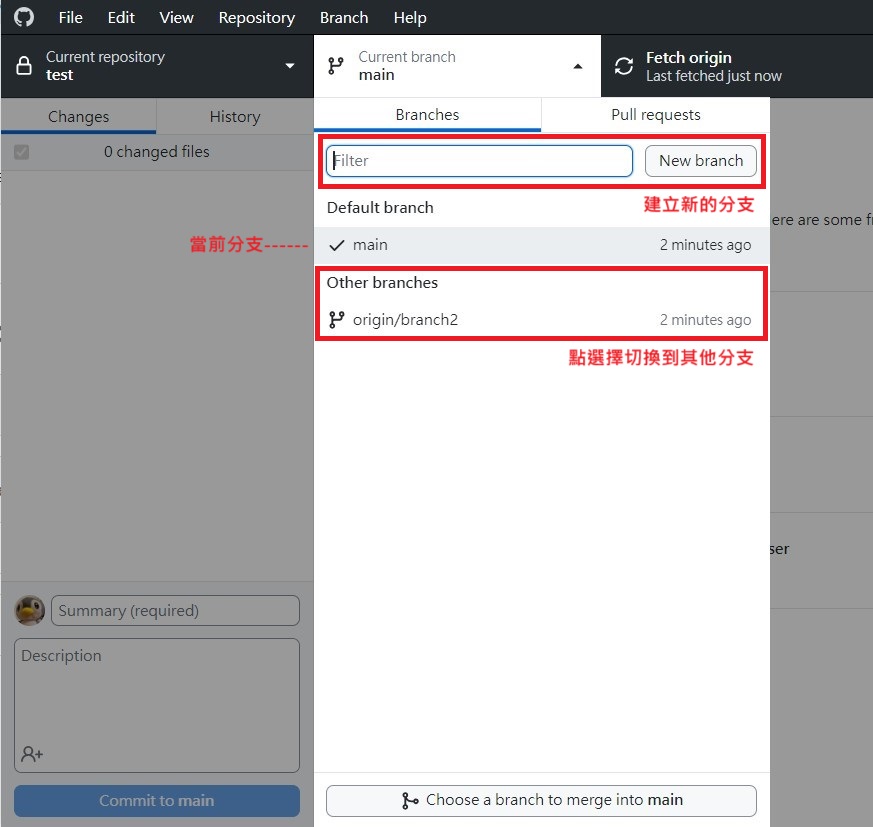 File Edit View Repository Branch Help
Current repository
test
Current branch
main
Fetch origin
Last fetched just now
Changes History
Branches Pull requests
0 changed files
Filter New branch
Default branch
建立新的分支
ere are some f
當前分支------
main 2 minutes ago
Other branches
origin/branch2 2 minutes ago
點選擇切換到其他分支
ser
Summary (required)
Description
Commit to main
Choose a branch to merge into main